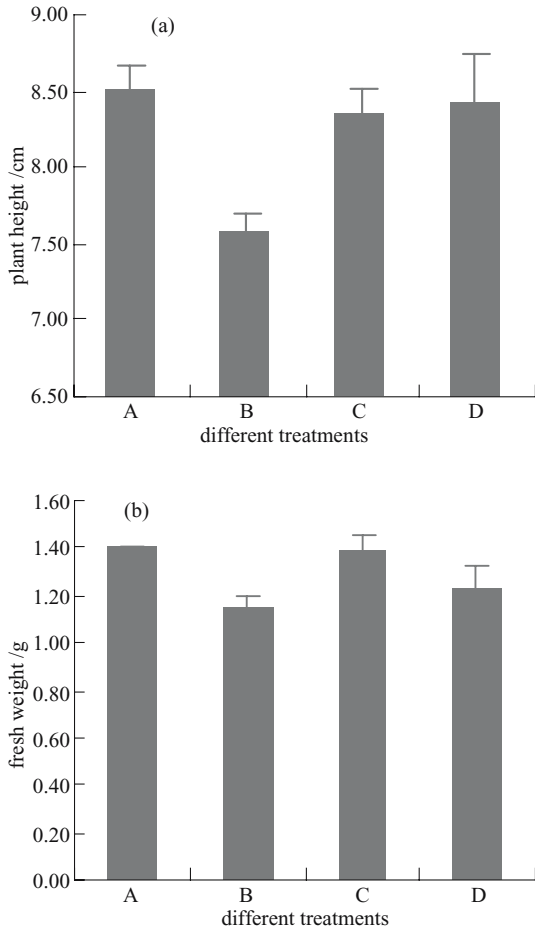 (a)
plant height /cm
9.00
8.50
8.00
7.50
7.00
6.50
A B C D
different treatments
(b)
fresh weight /g
1.60
1.40
1.20
1.00
0.80
0.60
0.40
0.20
0.00
A B C D
different treatments